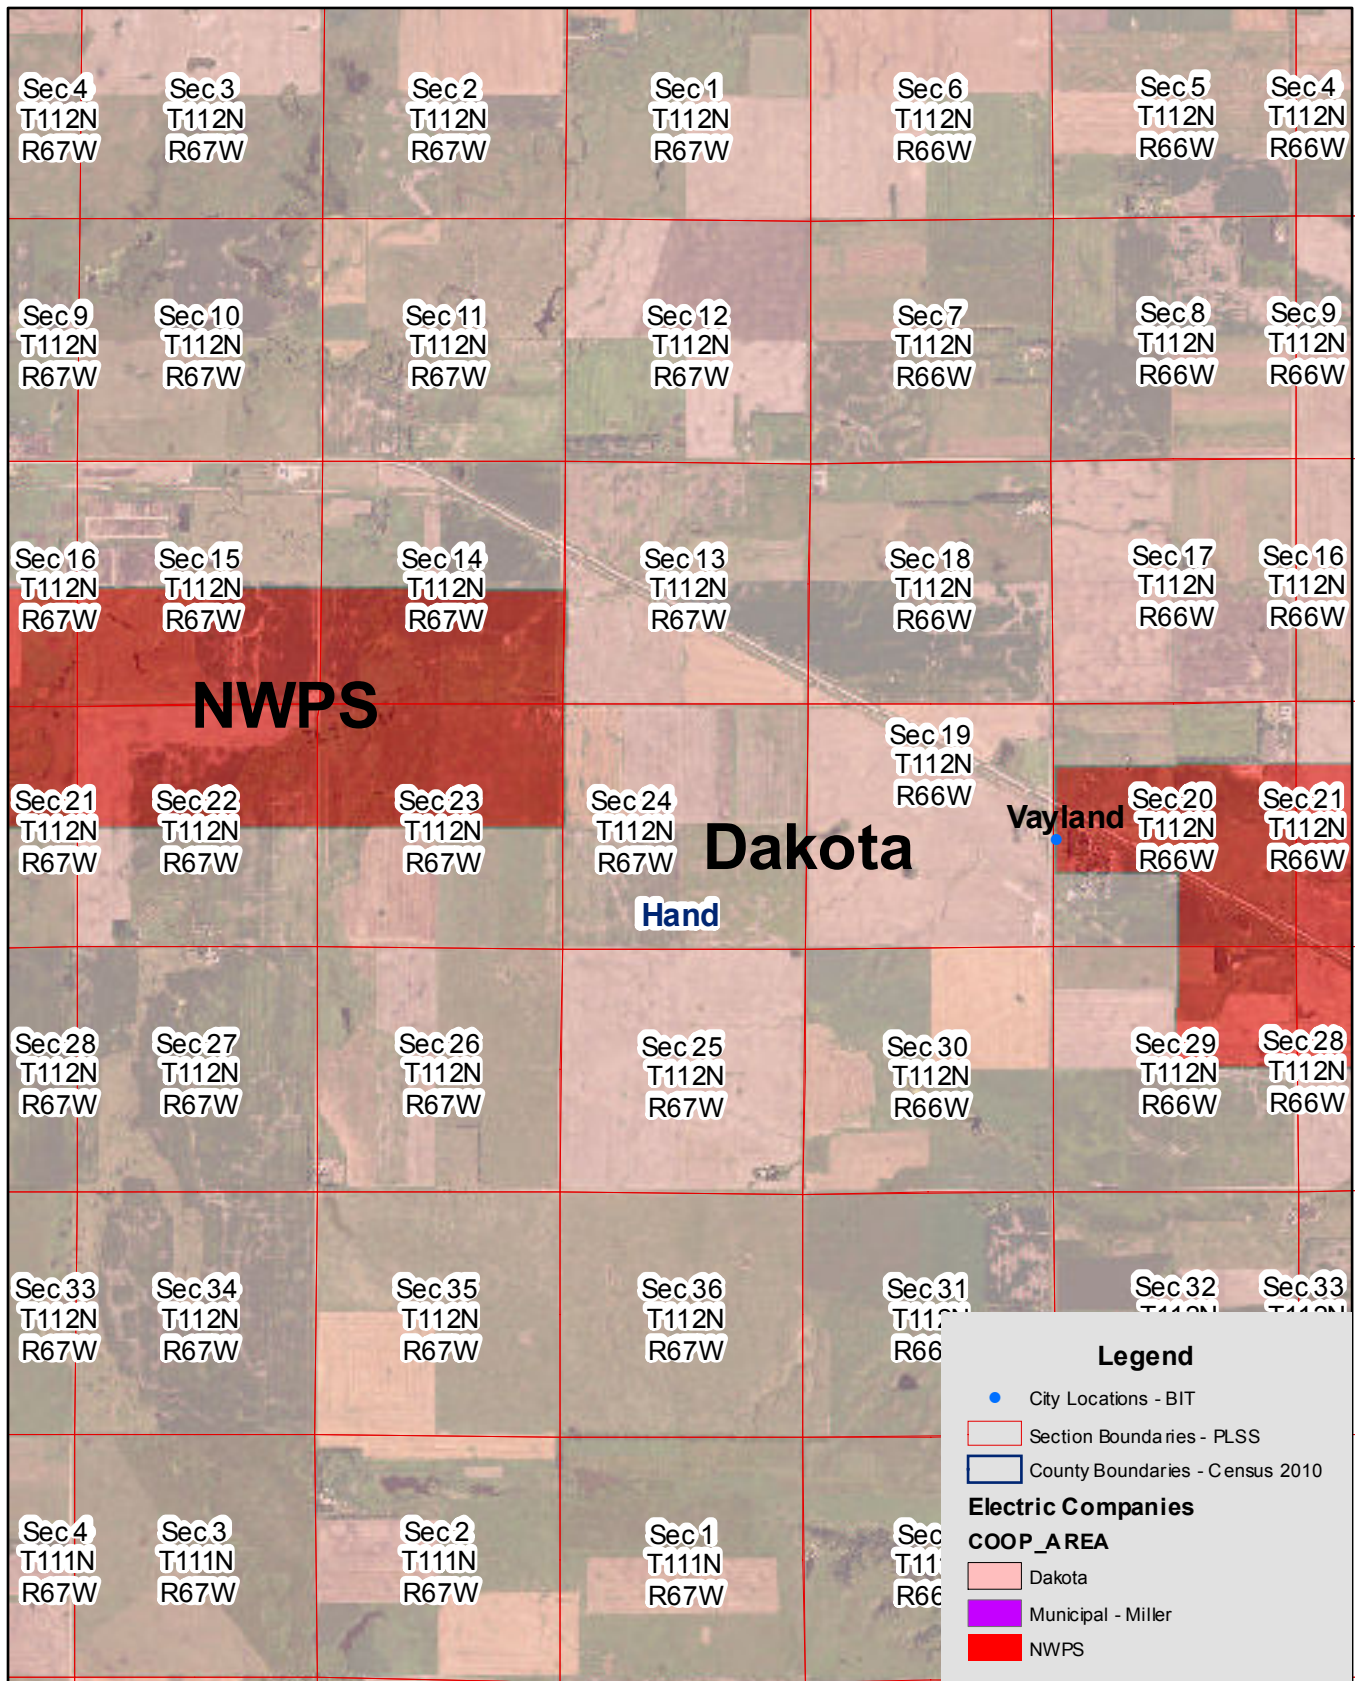 Sec 4
T112N
R67W
Sec 3
T112N
R67W
Sec 2
T112N
R67W
Sec 1
T112N
R67W
Sec 6
T112N
R66W
Sec 5
T112N
R66W
Sec 4
T112N
R66W
Sec 9
T112N
R67W
Sec 10
T112N
R67W
Sec 11
T112N
R67W
Sec 12
T112N
R67W
Sec 7
T112N
R66W
Sec 8
T112N
R66W
Sec 9
T112N
R66W
Sec 16
T112N
R67W
Sec 15
T112N
R67W
Sec 14
T112N
R67W
Sec 13
T112N
R67W
Sec 18
T112N
R66W
Sec 17
T112N
R66W
Sec 16
T112N
R66W
NWPS
Sec 21
T112N
R67W
Sec 22
T112N
R67W
Sec 23
T112N
R67W
Sec 24
T112N
R67W
Sec 19
T112N
R66W
Vayland
Sec 20
T112N
R66W
Sec 21
T112N
R66W
Dakota
Hand
Sec 28
T112N
R67W
Sec 27
T112N
R67W
Sec 26
T112N
R67W
Sec 25
T112N
R67W
Sec 30
T112N
R66W
Sec 29
T112N
R66W
Sec 28
T112N
R66W
Sec 33
T112N
R67W
Sec 34
T112N
R67W
Sec 35
T112N
R67W
Sec 36
T112N
R67W
Sec 31
T112N
R66
Sec 32
T112N
Sec 33
T112N
Sec 4
T111N
R67W
Sec 3
T111N
R67W
Sec 2
T111N
R67W
Sec 1
T111N
R67W
Sec
T11
R66
Legend
City Locations - BIT
Section Boundaries - PLSS
County Boundaries - Census 2010
Electric Companies
COOP_AREA
Dakota
Municipal - Miller
NWPS